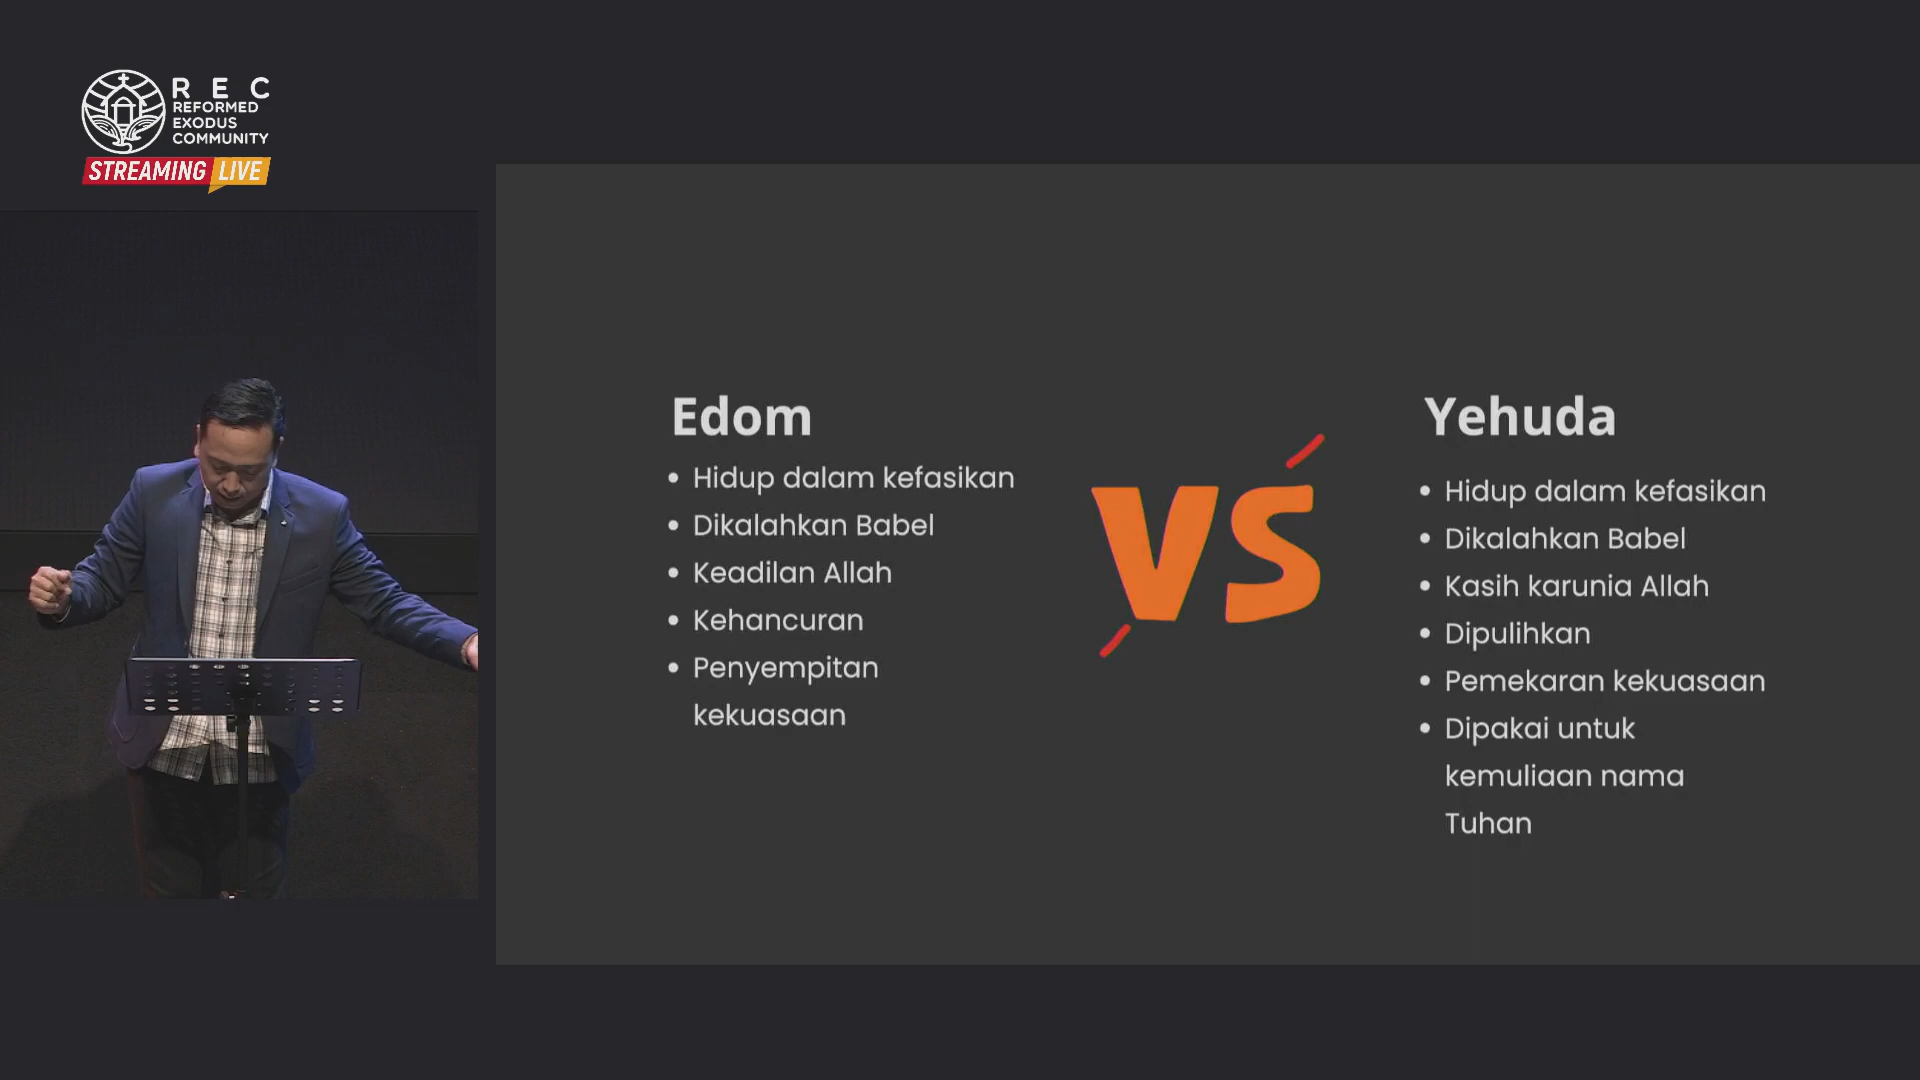 R E C
REFORMED
EXODUS
COMMUNITY
STREAMING LIVE
Edom
• Hidup dalam kefasikan
• Dikalahkan Babel
• Keadilan Allah
• Kehancuran
• Penyempitan
kekuasaan
VS
Yehuda
• Hidup dalam kefasikan
• Dikalahkan Babel
• Kasih karunia Allah
• Dipulihkan
• Pemekaran kekuasaan
• Dipakai untuk
kemuliaan nama
Tuhan